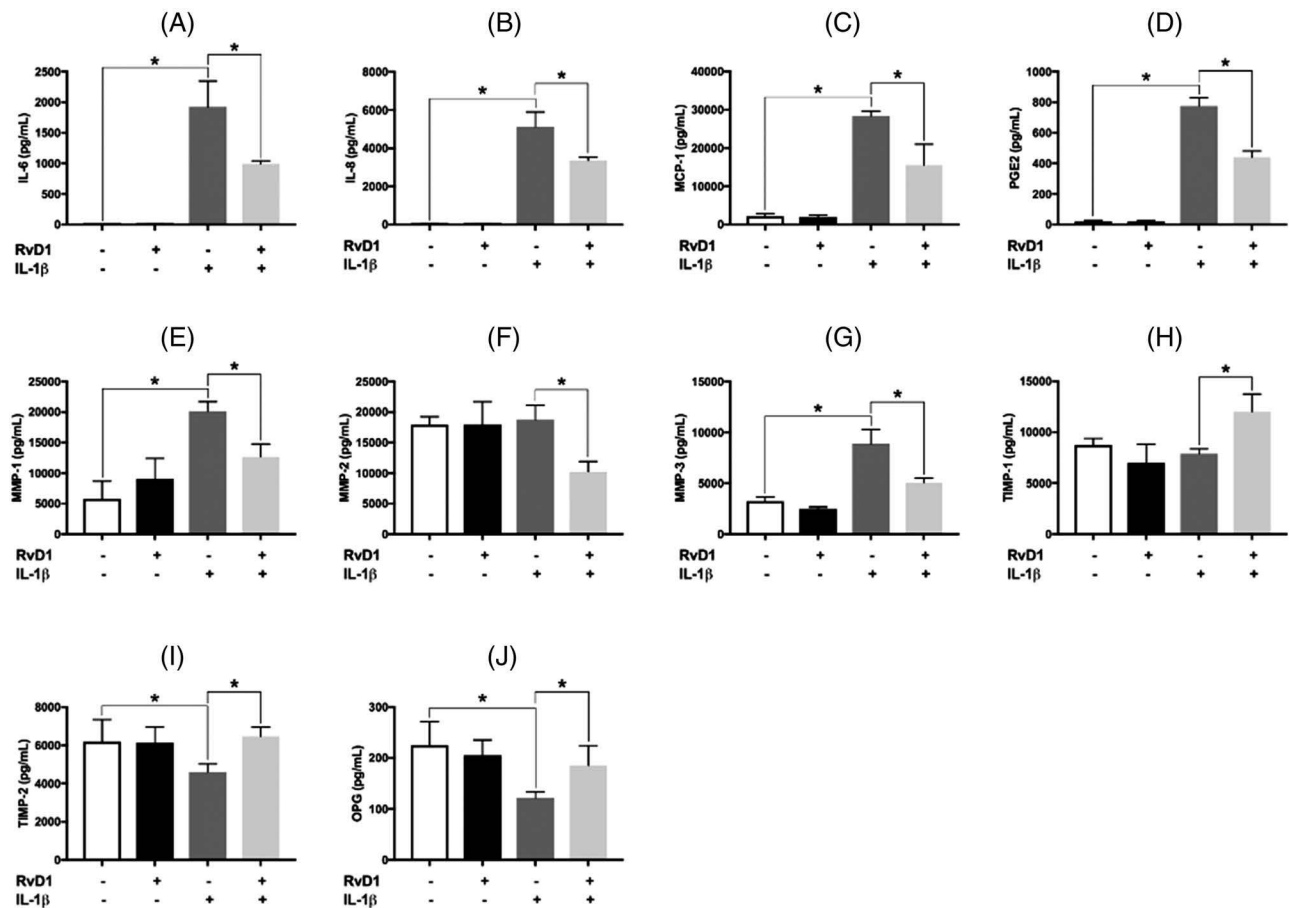 (A)
*
*
2500
2000
1500
1000
500
0
IL-6 (pg/mL)
RvD1 - + - +
IL-1β - - + +
(B)
*
*
8000
6000
4000
2000
0
IL-8 (pg/mL)
- + - +
- - + +
(C)
*
*
40000
30000
20000
10000
0
MCP-1 (pg/mL)
RvD1 - + - +
IL-1β - - + +
(D)
*
*
1000
800
600
400
200
0
PGE2 (pg/mL)
RvD1 - + - +
IL-1β - - + +
(E)
*
*
25000
20000
15000
10000
5000
0
MMP-1 (pg/mL)
RvD1 - + - +
IL-1β - - + +
(F)
*
25000
20000
15000
10000
5000
0
MMP-2 (pg/mL)
RvD1 - + - +
IL-1β - - + +
(G)
*
*
15000
10000
5000
0
MMP-3 (pg/mL)
RvD1 - + - +
IL-1β - - + +
(H)
*
15000
10000
5000
0
TIMP-1 (pg/mL)
RvD1 - + - +
IL-1β - - + +
(I)
*
*
8000
6000
4000
2000
0
TIMP-2 (pg/mL)
RvD1 - + - +
IL-1β - - + +
(J)
*
*
300
200
100
0
OPG (pg/mL)
RvD1 - + - +
IL-1β - - + +